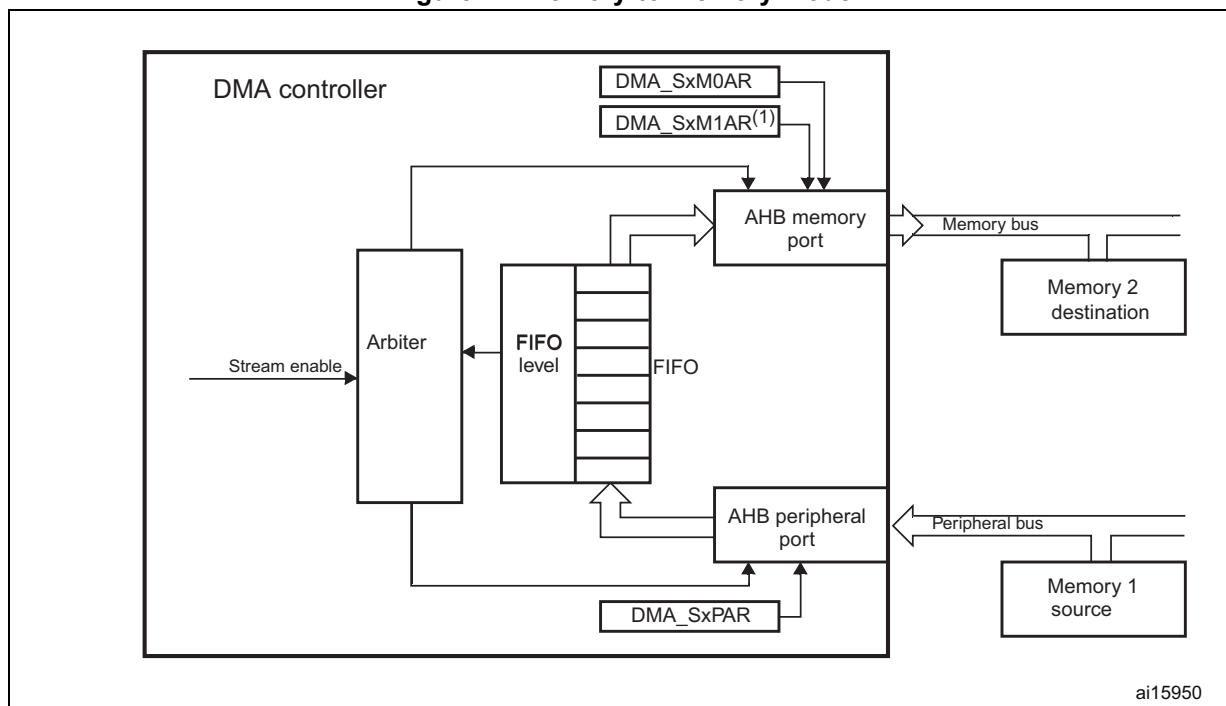 DMA controller
DMA_SxM0AR
DMA_SxM1AR(1)
AHB memory
port
Memory bus
Memory 2
destination
Arbiter
FIFO
level
FIFO
Stream enable
AHB peripheral
port
Peripheral bus
Memory 1
source
DMA_SxPAR
ai15950